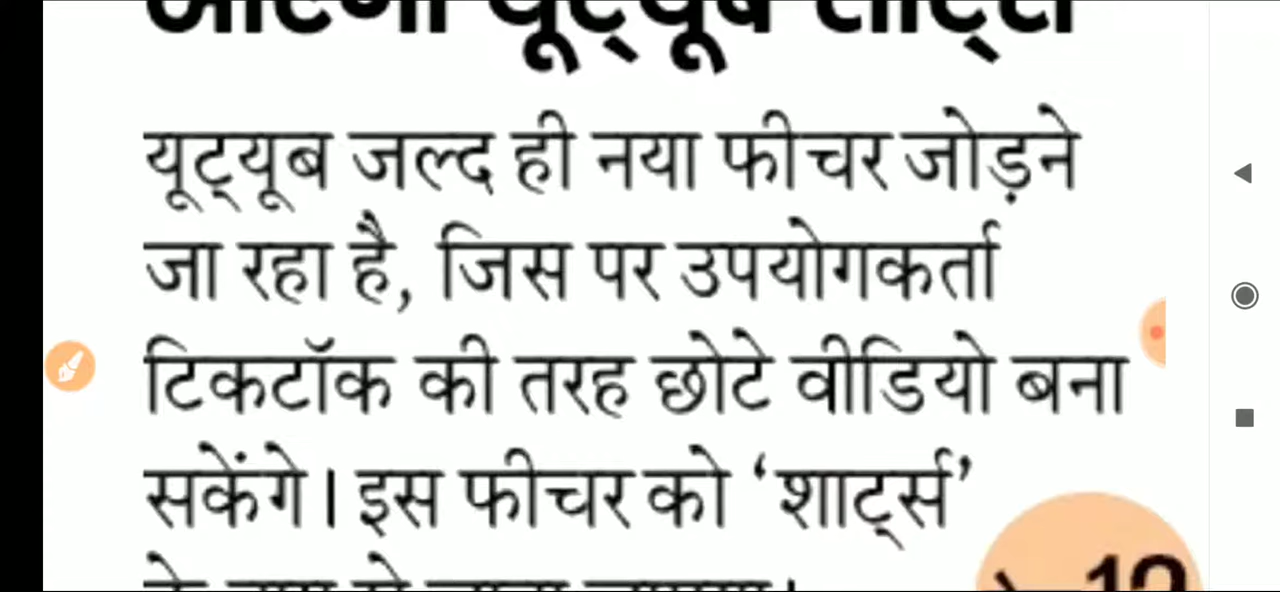 यूट्यूब
यूट्यूब जल्द ही नया फीचर जोड़ने
जा रहा है, जिस पर उपयोगकर्ता
टिकटॉक की तरह छोटे वीडियो बना
सकेंगे। इस फीचर को ‘शाट्र्स’